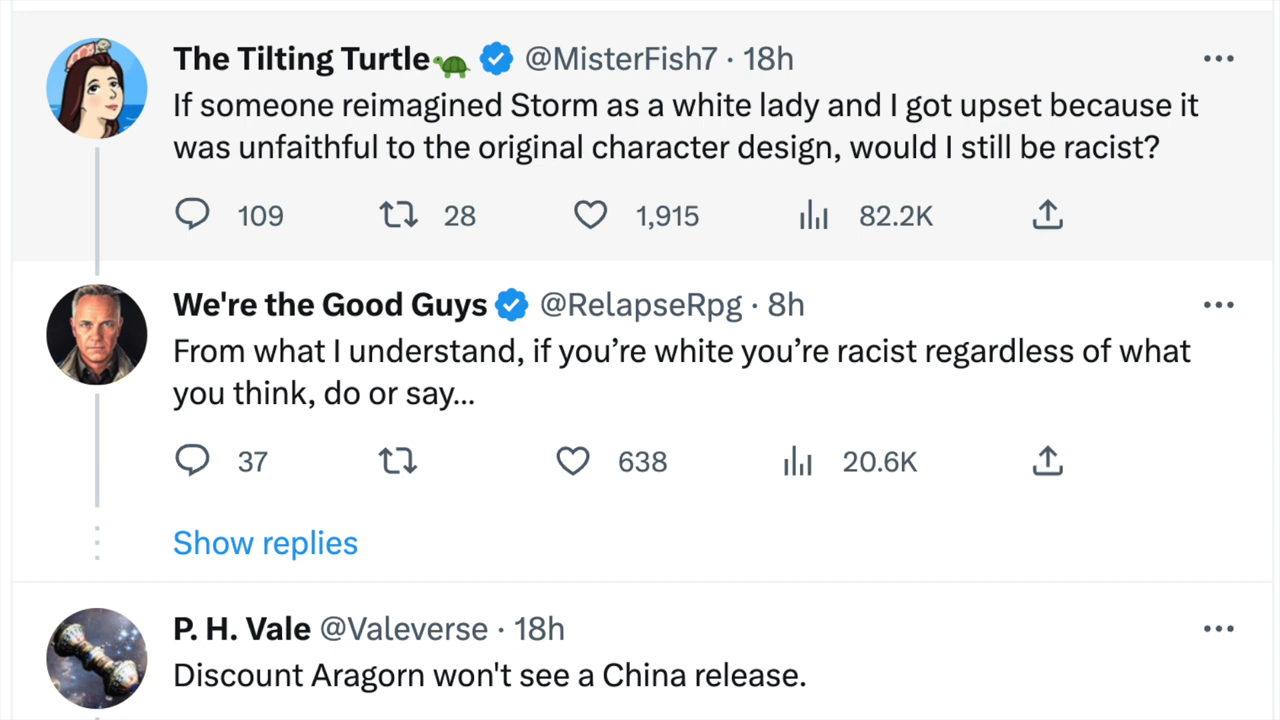 The Tilting Turtle🐢 @MisterFish7 · 18h
If someone reimagined Storm as a white lady and I got upset because it
was unfaithful to the original character design, would I still be racist?
109 28 1,915 82.2K
We're the Good Guys @RelapseRpg · 8h
From what I understand, if you’re white you’re racist regardless of what
you think, do or say...
37 638 20.6K
Show replies
P. H. Vale @Valeverse · 18h
Discount Aragorn won't see a China release.